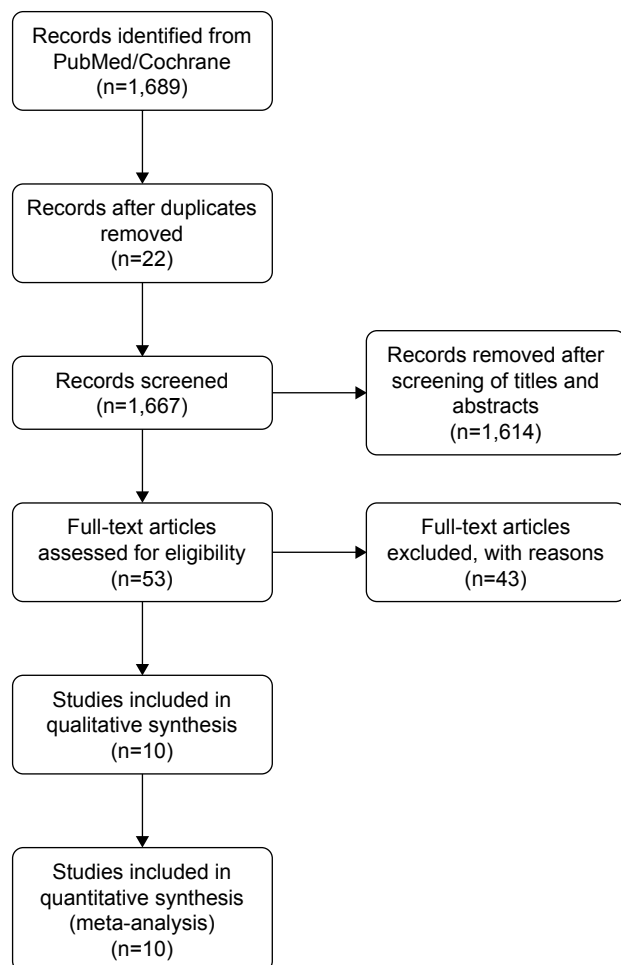 Records identified from
PubMed/Cochrane
(n=1,689)
Records after duplicates
removed
(n=22)
Records screened
(n=1,667)
Records removed after
screening of titles and
abstracts
(n=1,614)
Full-text articles
assessed for eligibility
(n=53)
Full-text articles
excluded, with reasons
(n=43)
Studies included in
qualitative synthesis
(n=10)
Studies included in
quantitative synthesis
(meta-analysis)
(n=10)